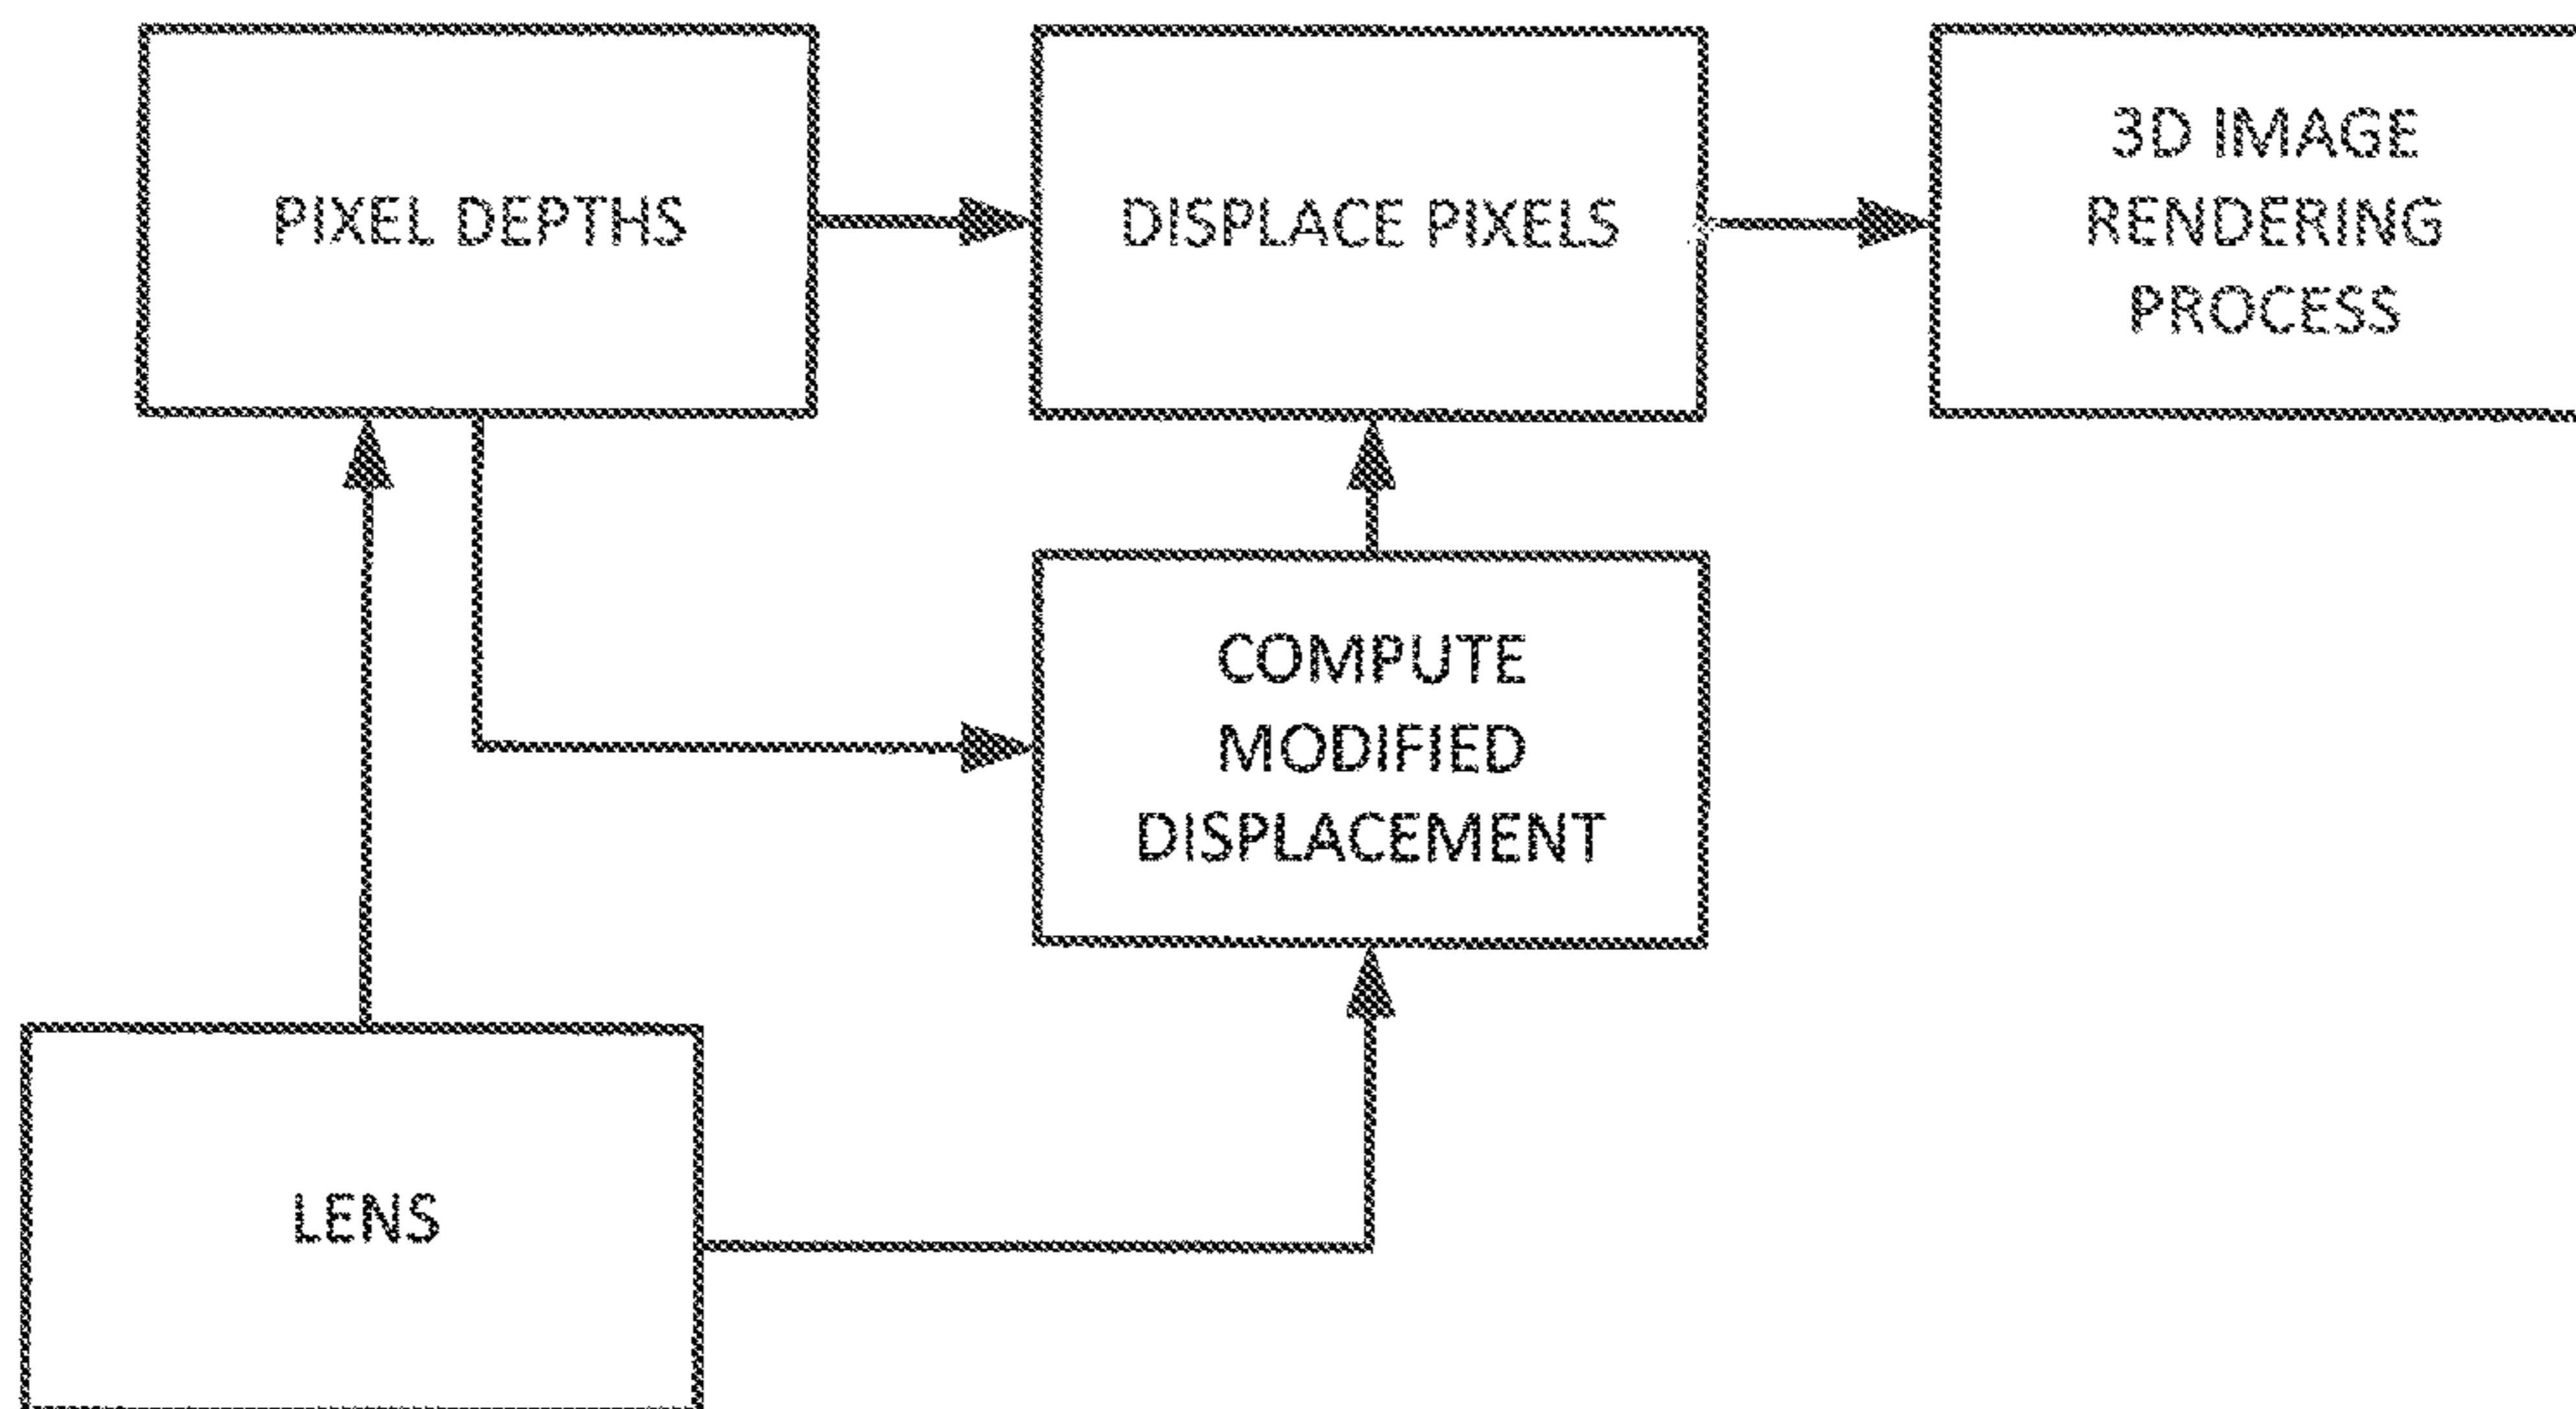 PIXEL DEPTHS
DISPLACE PIXELS
3D IMAGE
RENDERING
PROCESS
COMPUTE
MODIFIED
DISPLACEMENT
LENS